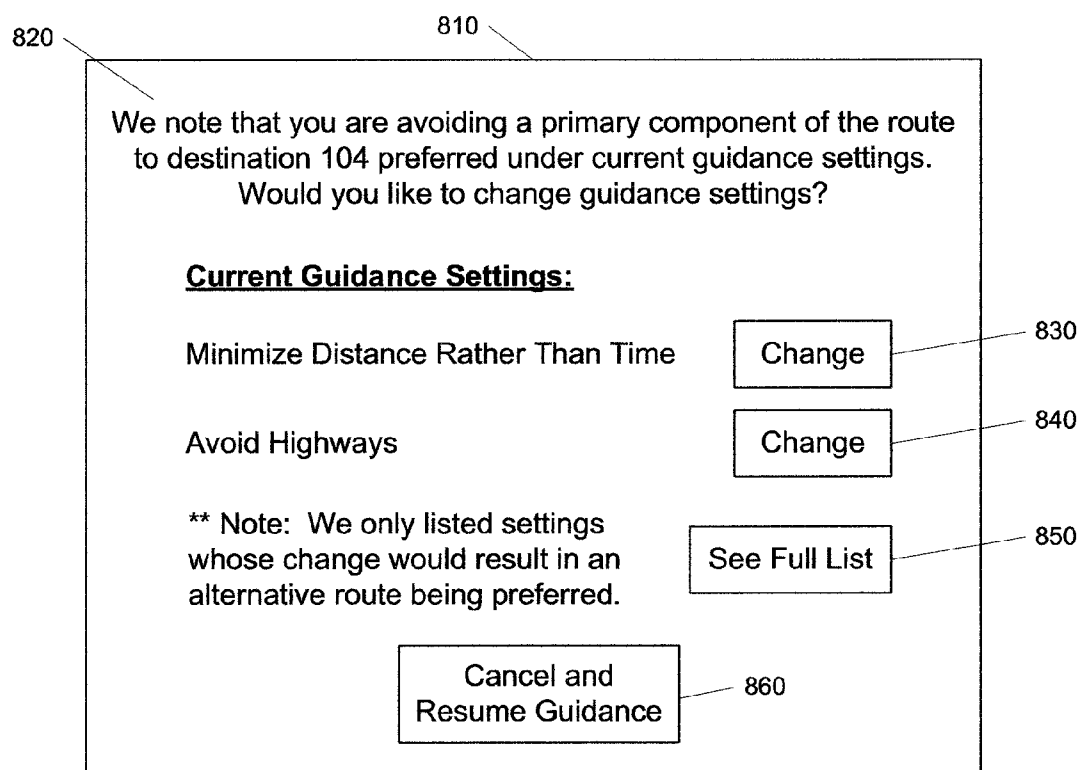 820
810
We note that you are avoiding a primary component of the route
to destination 104 preferred under current guidance settings.
Would you like to change guidance settings?
Current Guidance Settings:
Minimize Distance Rather Than Time
Change
830
Avoid Highways
Change
840
** Note: We only listed settings
whose change would result in an
alternative route being preferred.
See Full List
850
Cancel and
Resume Guidance
860